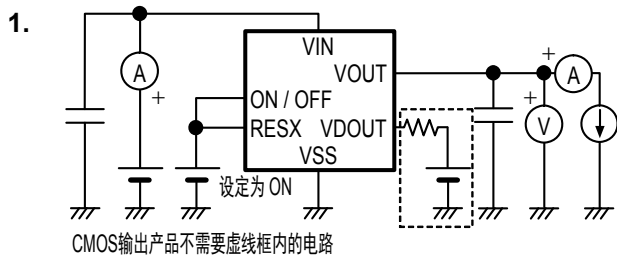 1.
VIN
VOUT
A
+
ON / OFF
RESX
VDOUT
VSS
+
A
+
V
设定为 ON
CMOS输出产品不需要虚线框内的电路